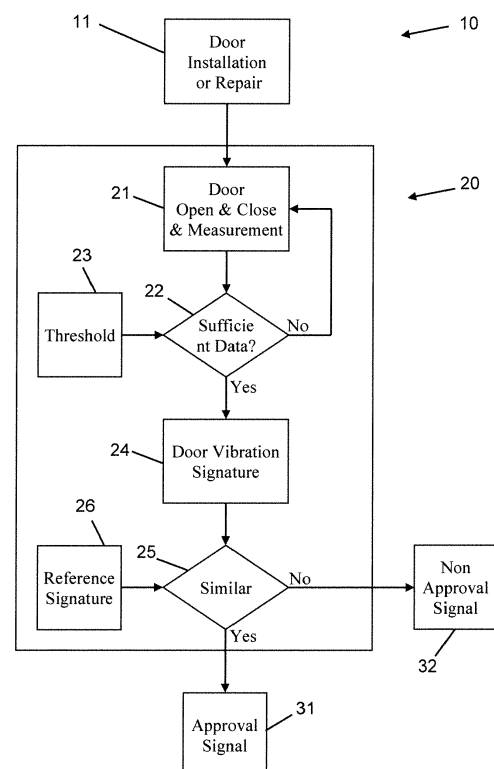 11
10
Door
Installation
or Repair
20
21
Door
Open & Close
& Measurement
23
22
Threshold
Sufficie
nt Data?
No
Yes
24
Door Vibration
Signature
26
25
Reference
Signature
Similar
No
Non
Approval
Signal
Yes
32
31
Approval
Signal